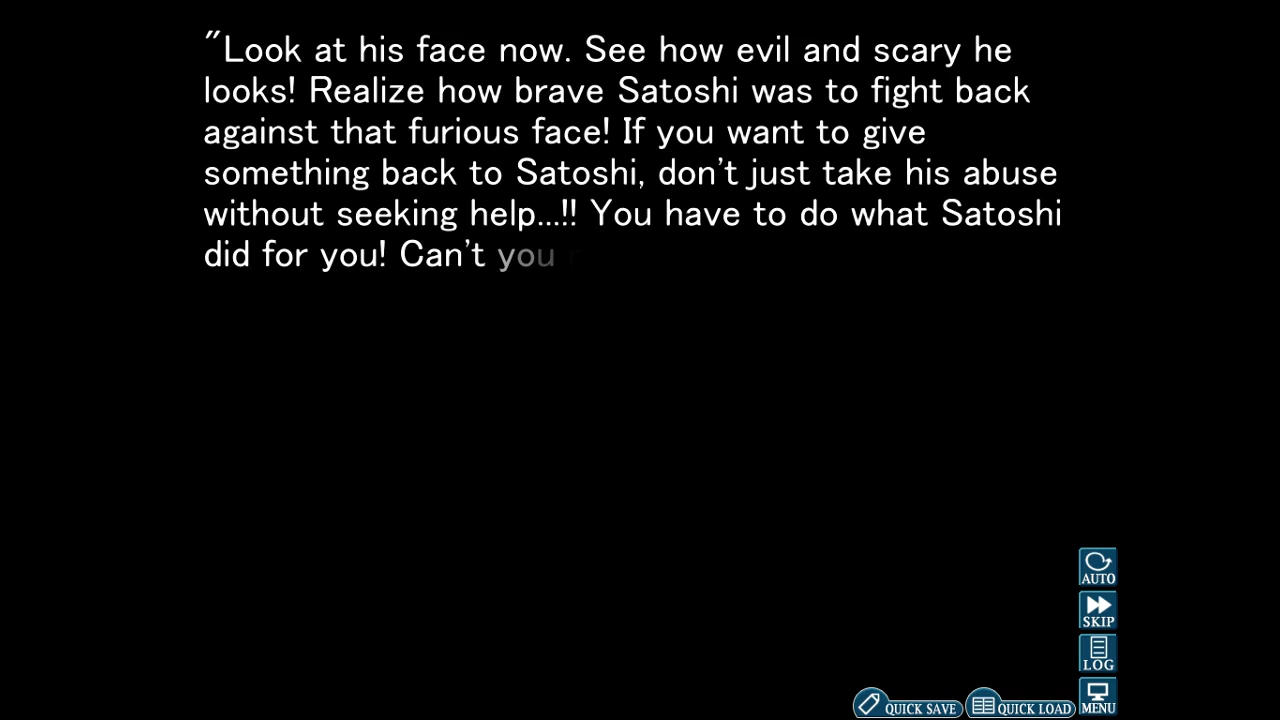 "Look at his face now. See how evil and scary he
looks! Realize how brave Satoshi was to fight back
against that furious face! If you want to give
something back to Satoshi, don't just take his abuse
without seeking help...!! You have to do what Satoshi
did for you! Can't you
AUTO
SKIP
LOG
MENU
QUICK SAVE
QUICK LOAD